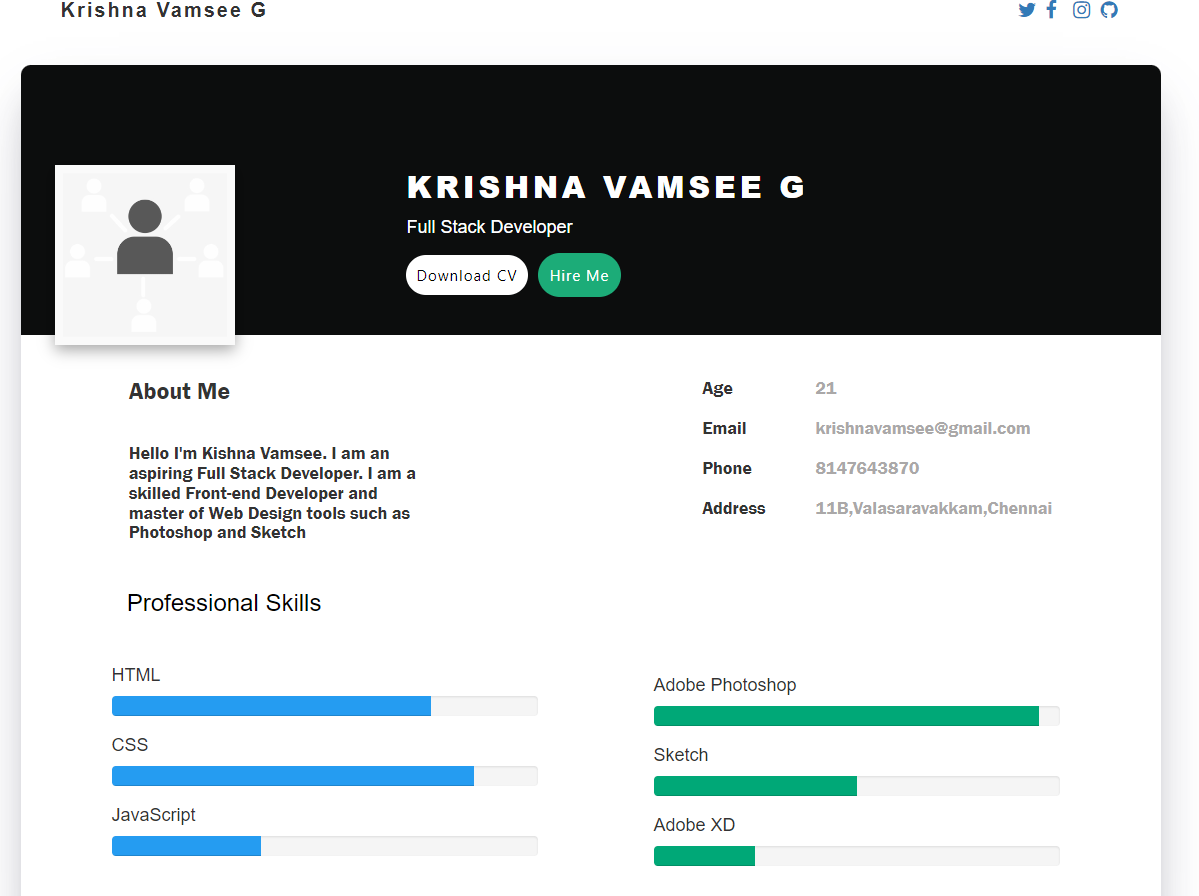 Krishna Vamsee G
KRISHNA VAMSEE G
Full Stack Developer
Download CV
Hire Me
About Me
Hello I'm Kishna Vamsee. I am an
aspiring Full Stack Developer. I am a
skilled Front-end Developer and
master of Web Design tools such as
Photoshop and Sketch
Age 21
Email krishnavamsee@gmail.com
Phone 8147643870
Address 11B,Valasaravakkam,Chennai
Professional Skills
HTML
CSS
JavaScript
Adobe Photoshop
Sketch
Adobe XD